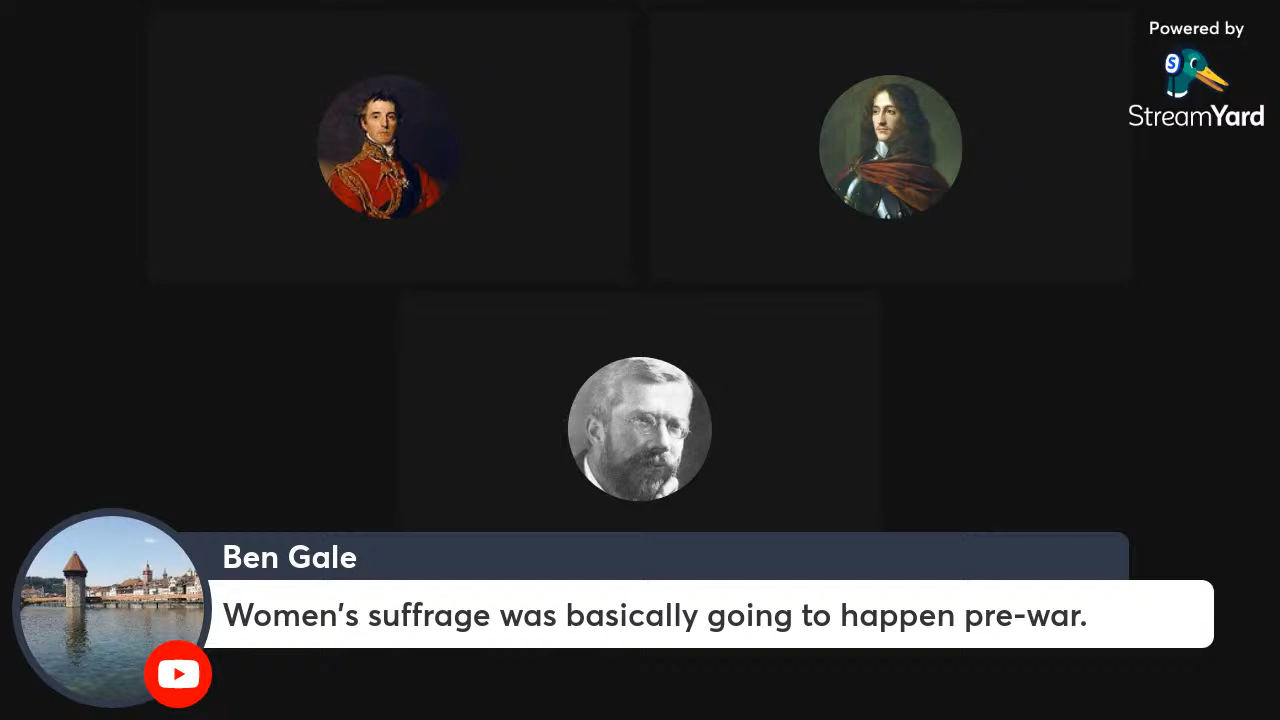 Powered by
S
StreamYard
Ben Gale
Women's suffrage was basically going to happen pre-war.